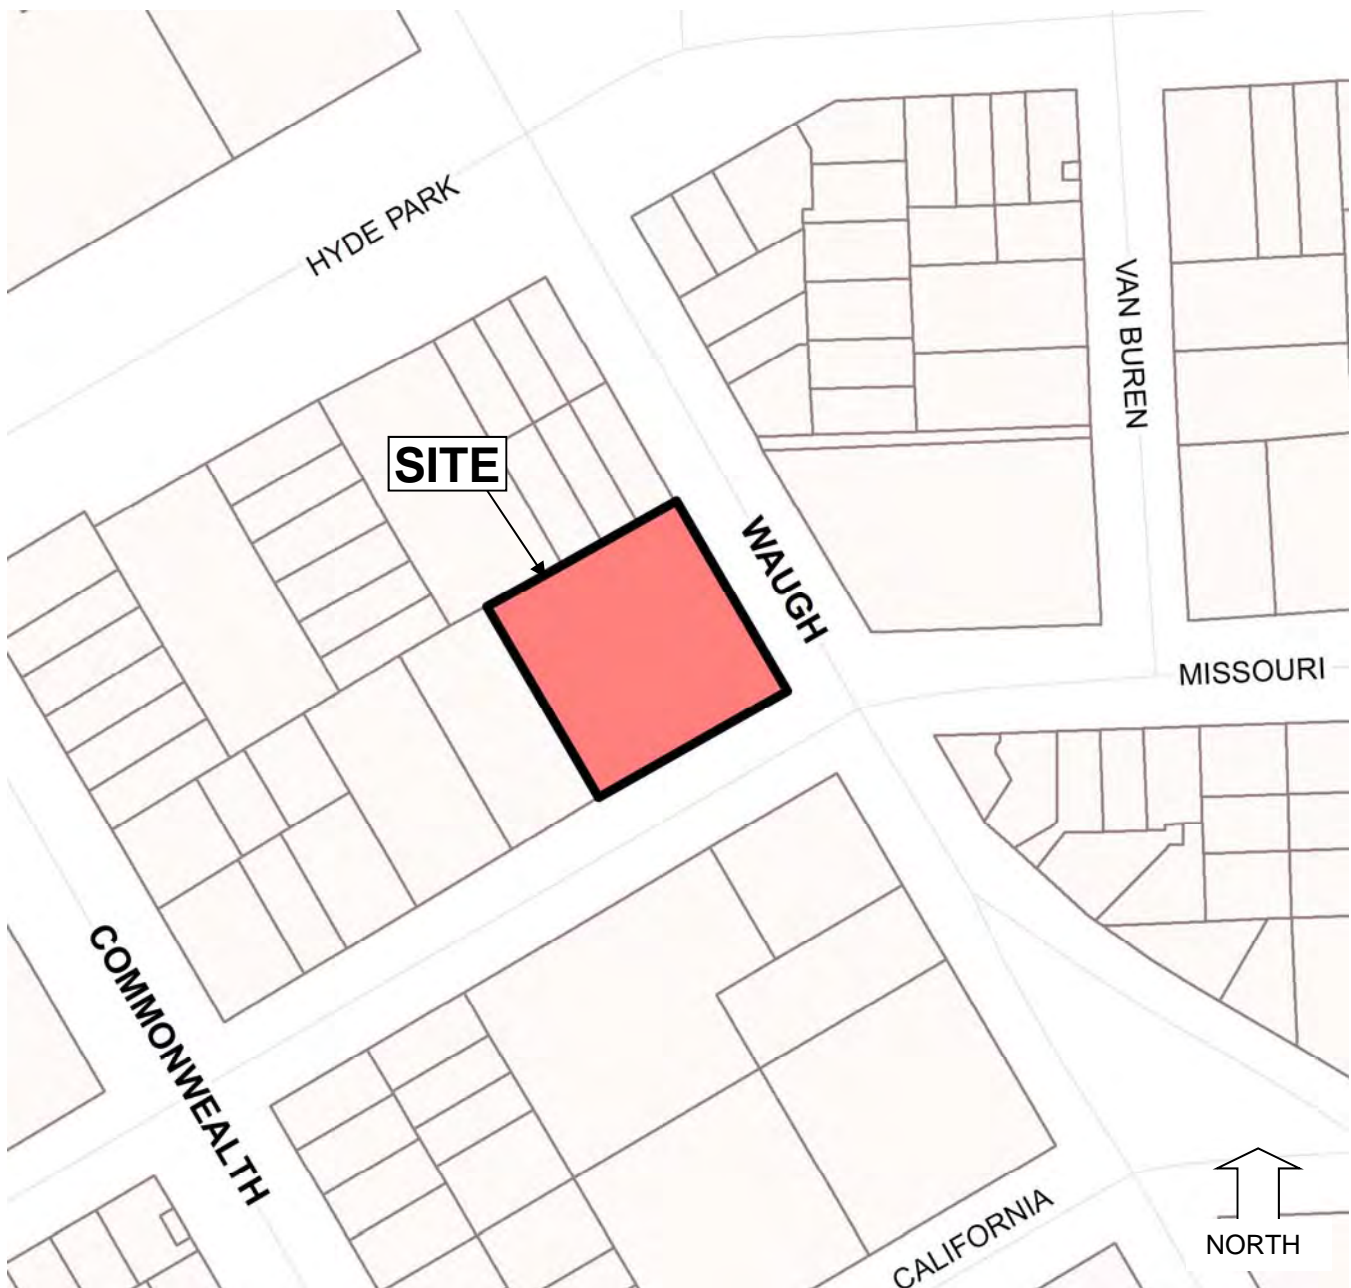 HYDE PARK
VAN BUREN
SITE
WAUGH
MISSOURI
COMMONWEALTH
CALIFORNIA
NORTH